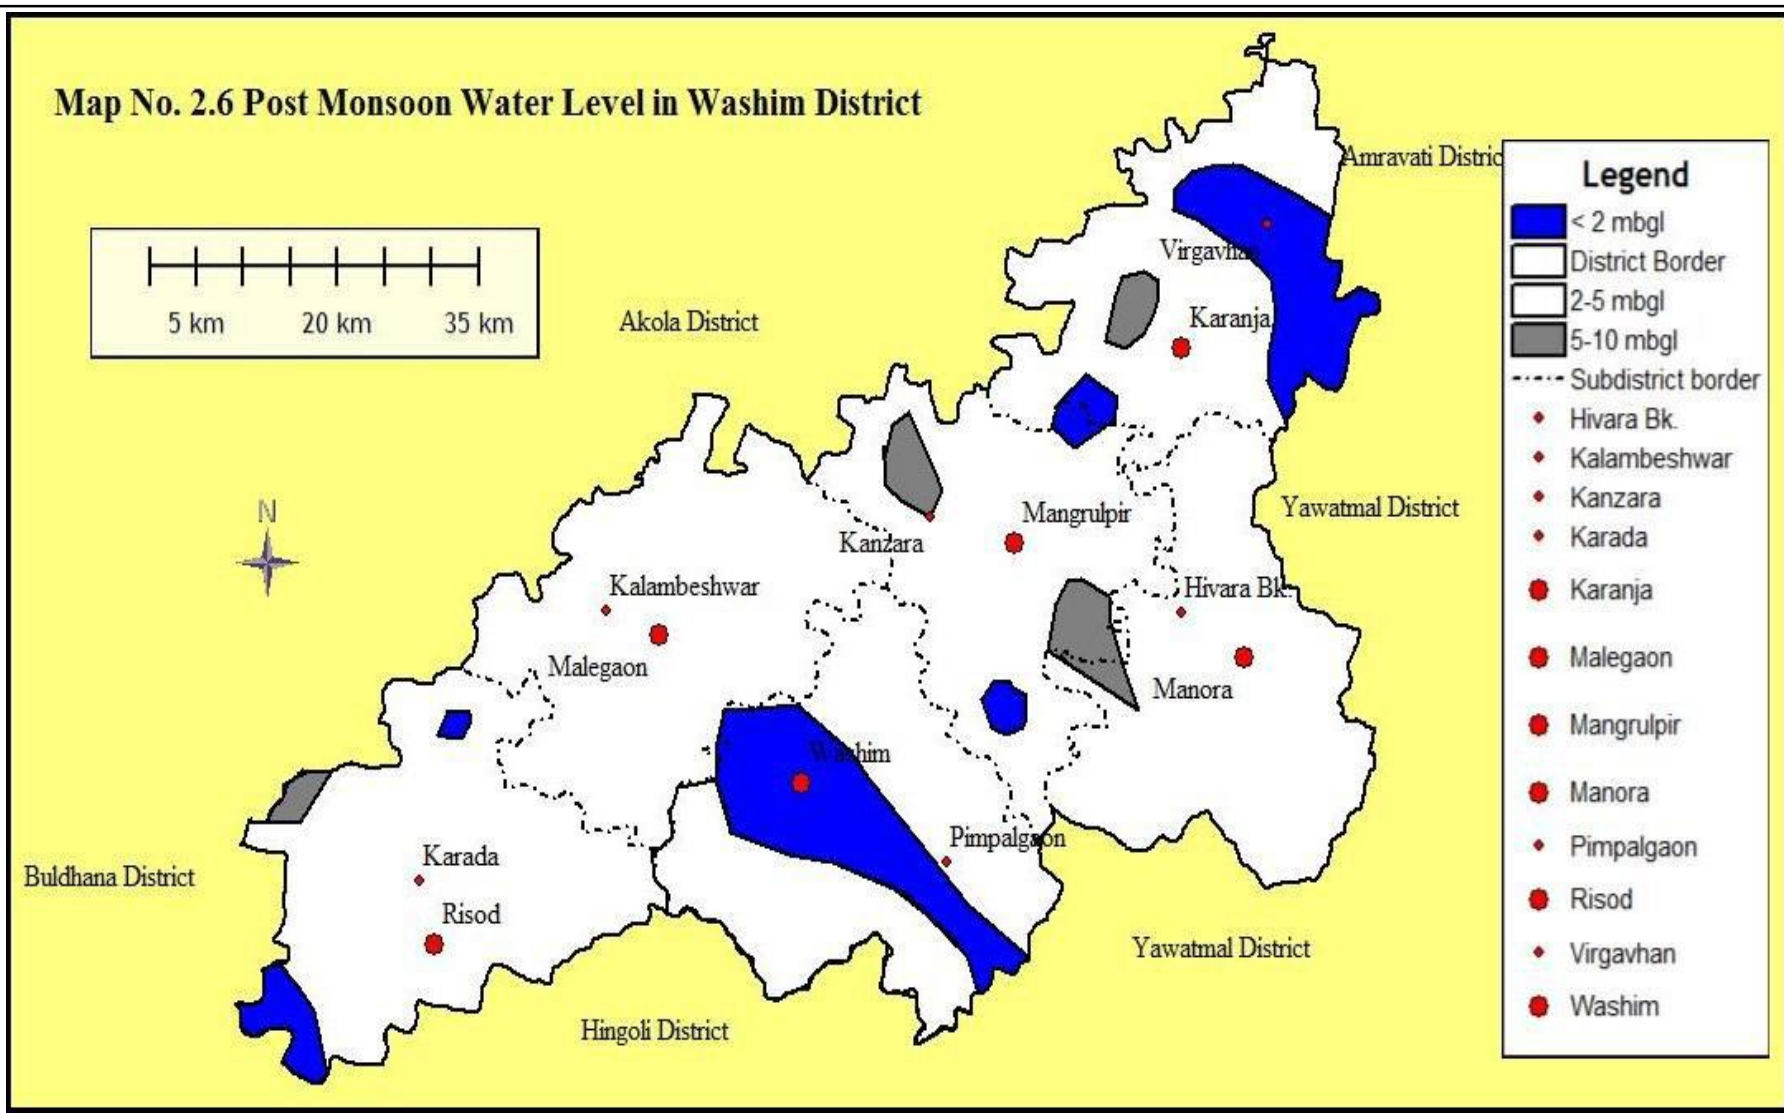 Map No. 2.6 Post Monsoon Water Level in Washim District
5 km 20 km 35 km
N
Akola District
Amravati Distric
Yawatmal District
Buldhana District
Hingoli District
Yawatmal District
Virgavhan
Karanja
Mangrulpir
Kanzara
Kalambeshwar
Hivara Bk.
Malegaon
Manora
Washim
Pimpalgaon
Karada
Risod
Legend
< 2 mbgl
District Border
2-5 mbgl
5-10 mbgl
Subdistrict border
Hivara Bk.
Kalambeshwar
Kanzara
Karada
Karanja
Malegaon
Mangrulpir
Manora
Pimpalgaon
Risod
Virgavhan
Washim